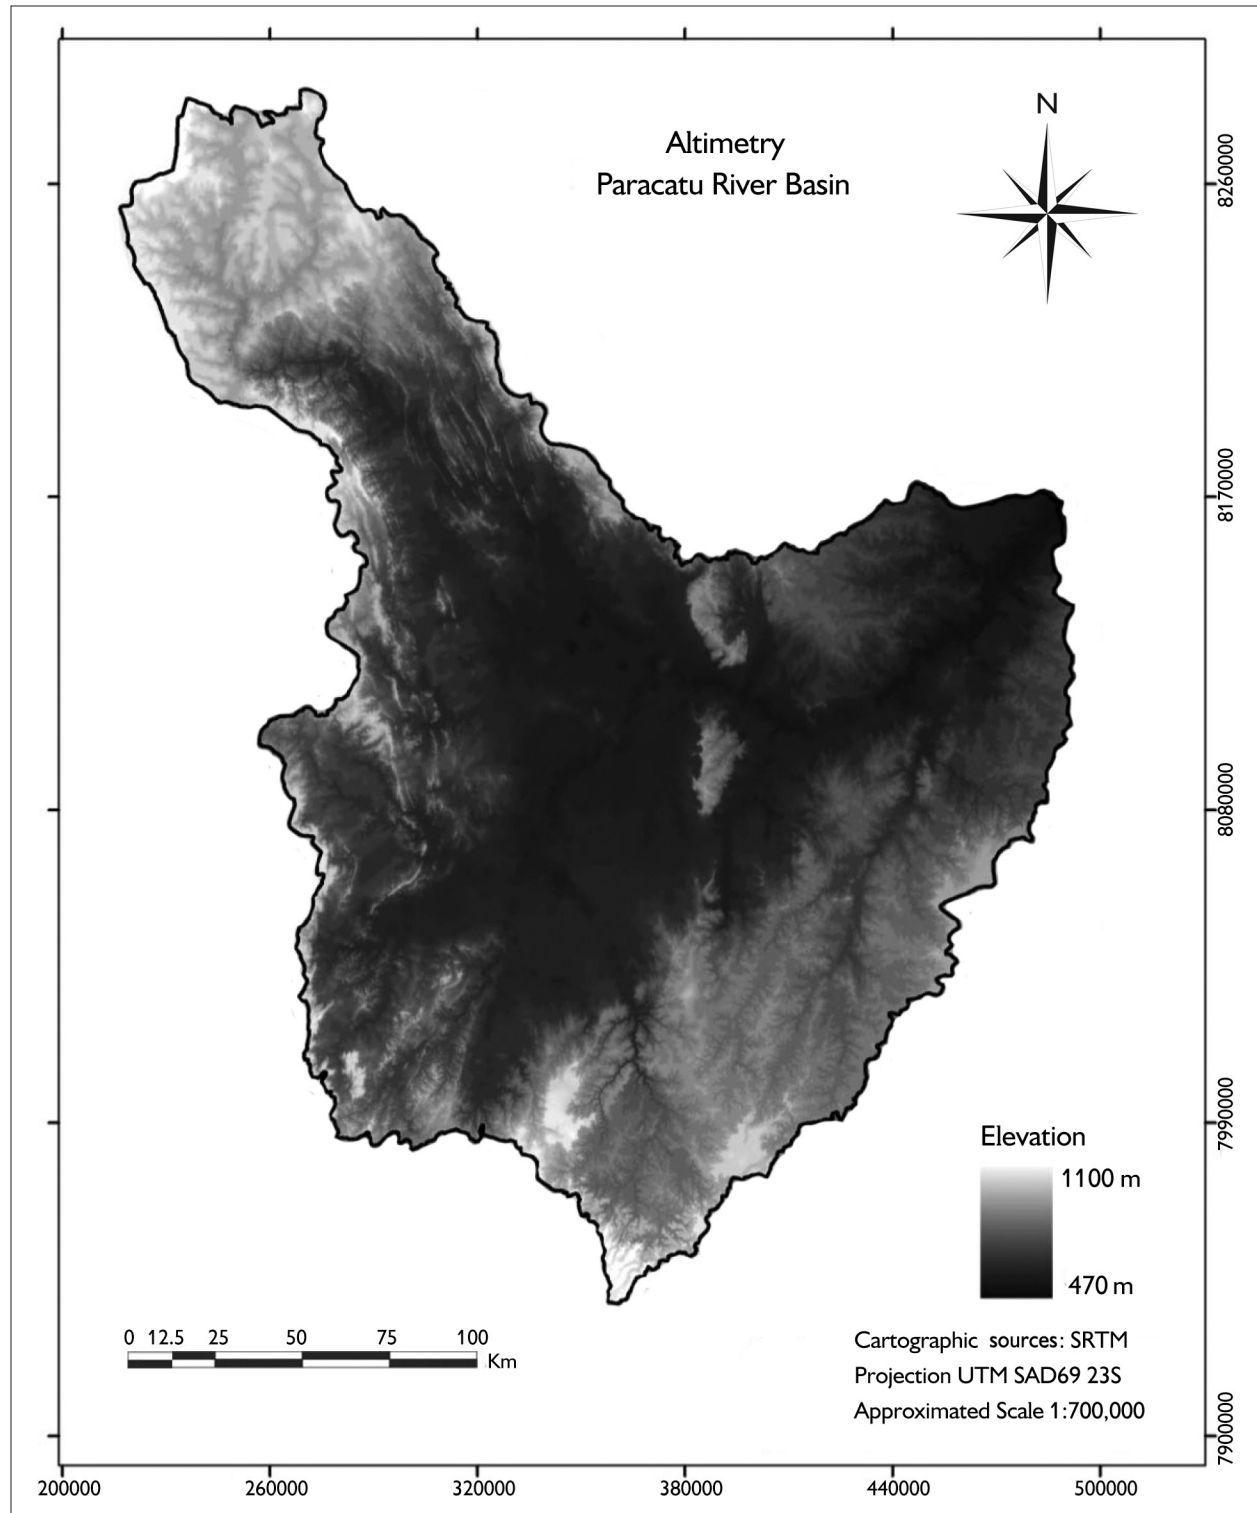 Altimetry
Paracatu River Basin
N
8260000
8170000
8080000
7990000
7900000
Elevation
1100 m
470 m
0 12.5 25 50 75 100
Km
Cartographic sources: SRTM
Projection UTM SAD69 23S
Approximated Scale 1:700,000
200000 260000 320000 380000 440000 500000